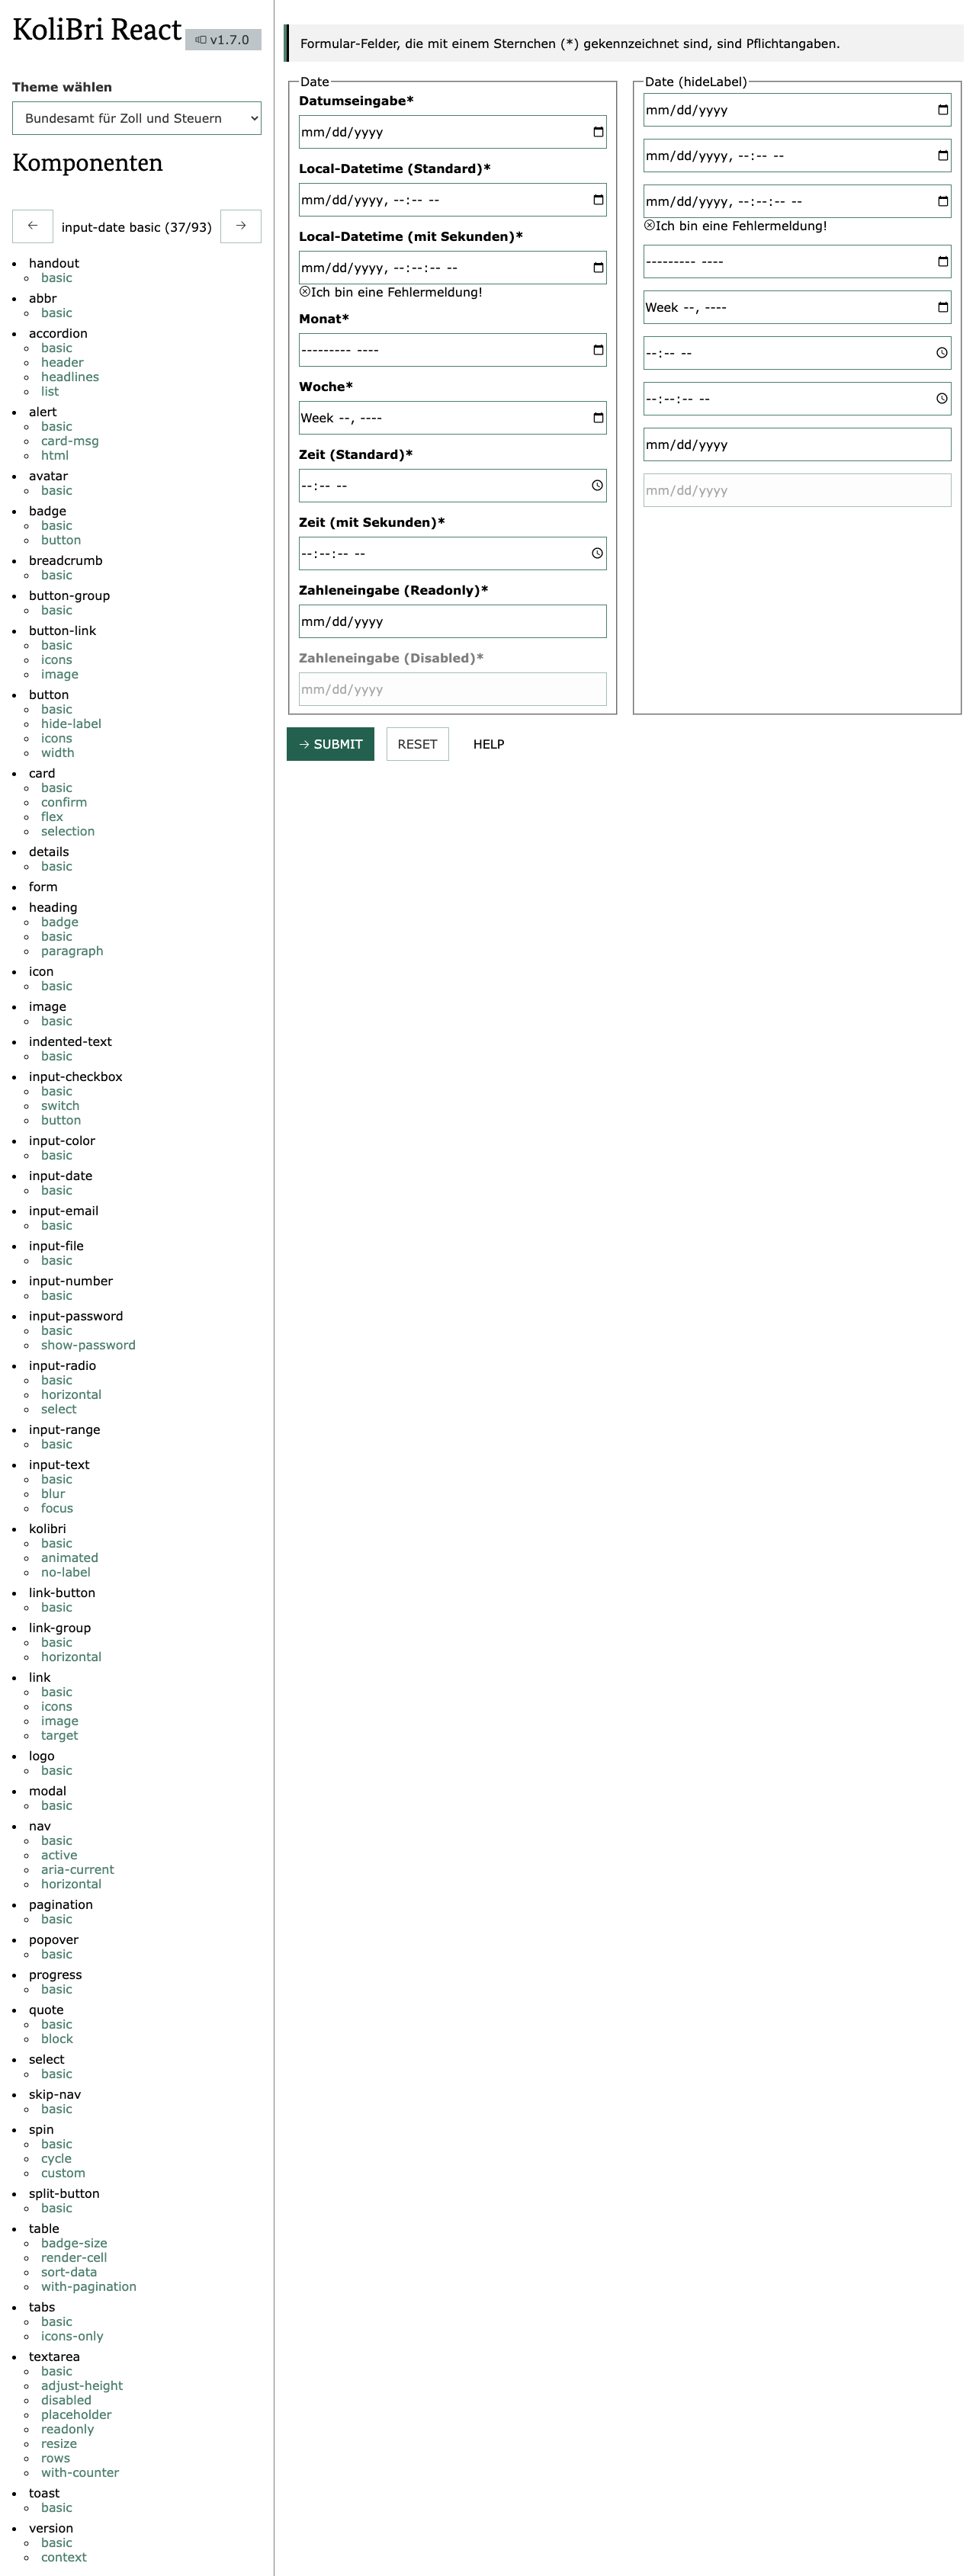 KoliBri React
v1.7.0
Theme wählen
Bundesamt für Zoll und Steuern
Komponenten
← input-date basic (37/93) →
handout
basic
abbr
basic
accordion
basic
header
headlines
list
alert
basic
card-msg
html
avatar
basic
badge
basic
button
breadcrumb
basic
button-group
basic
button-link
basic
icons
image
button
basic
hide-label
icons
width
card
basic
confirm
flex
selection
details
basic
form
heading
badge
basic
paragraph
icon
basic
image
basic
indented-text
basic
input-checkbox
basic
switch
button
input-color
basic
input-date
basic
input-email
basic
input-file
basic
input-number
basic
input-password
basic
show-password
input-radio
basic
horizontal
select
input-range
basic
input-text
basic
blur
focus
kolibri
basic
animated
no-label
link-button
basic
link-group
basic
horizontal
link
basic
icons
image
target
logo
basic
modal
basic
nav
basic
active
aria-current
horizontal
pagination
basic
popover
basic
progress
basic
quote
basic
block
select
basic
skip-nav
basic
spin
basic
cycle
custom
split-button
basic
table
badge-size
render-cell
sort-data
with-pagination
tabs
basic
icons-only
textarea
basic
adjust-height
disabled
placeholder
readonly
resize
rows
with-counter
toast
basic
version
basic
context
Formular-Felder, die mit einem Sternchen (*) gekennzeichnet sind, sind Pflichtangaben.
Date
Datumseingabe*
mm/dd/yyyy
Local-Datetime (Standard)*
mm/dd/yyyy, --:-- --
Local-Datetime (mit Sekunden)*
mm/dd/yyyy, --:--:-- --
Ich bin eine Fehlermeldung!
Monat*
--------- ----
Woche*
Week --, ----
Zeit (Standard)*
--:-- --
Zeit (mit Sekunden)*
--:--:-- --
Zahleneingabe (Readonly)*
mm/dd/yyyy
Zahleneingabe (Disabled)*
mm/dd/yyyy
Date (hideLabel)
mm/dd/yyyy
mm/dd/yyyy, --:-- --
mm/dd/yyyy, --:--:-- --
Ich bin eine Fehlermeldung!
--------- ----
Week --, ----
--:-- --
--:--:-- --
mm/dd/yyyy
mm/dd/yyyy
→ SUBMIT
RESET
HELP